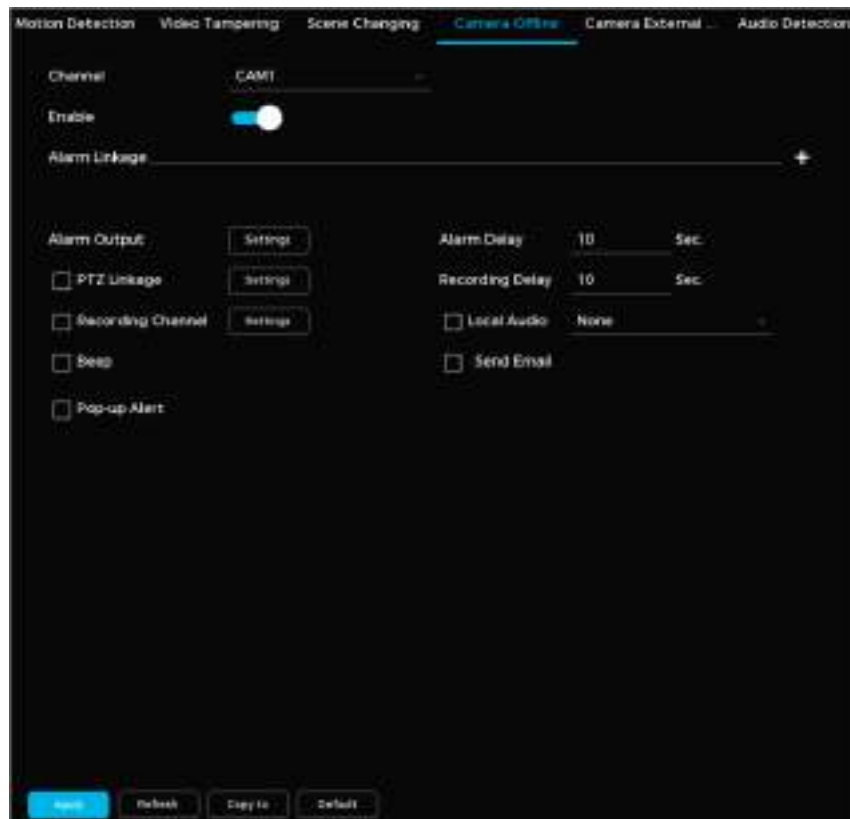 Motion Detection Video Tampering Scene Changing Camera Offline Camera External ... Audio Detection
Channel CAM1
Enable
Alarm Linkage +
Alarm Output Settings Alarm Delay 10 Sec.
PTZ Linkage Settings Recording Delay 10 Sec.
Recording Channel Settings Local Audio None
Beep Send Email
Pop-up Alert
Apply Refresh Copy to Default